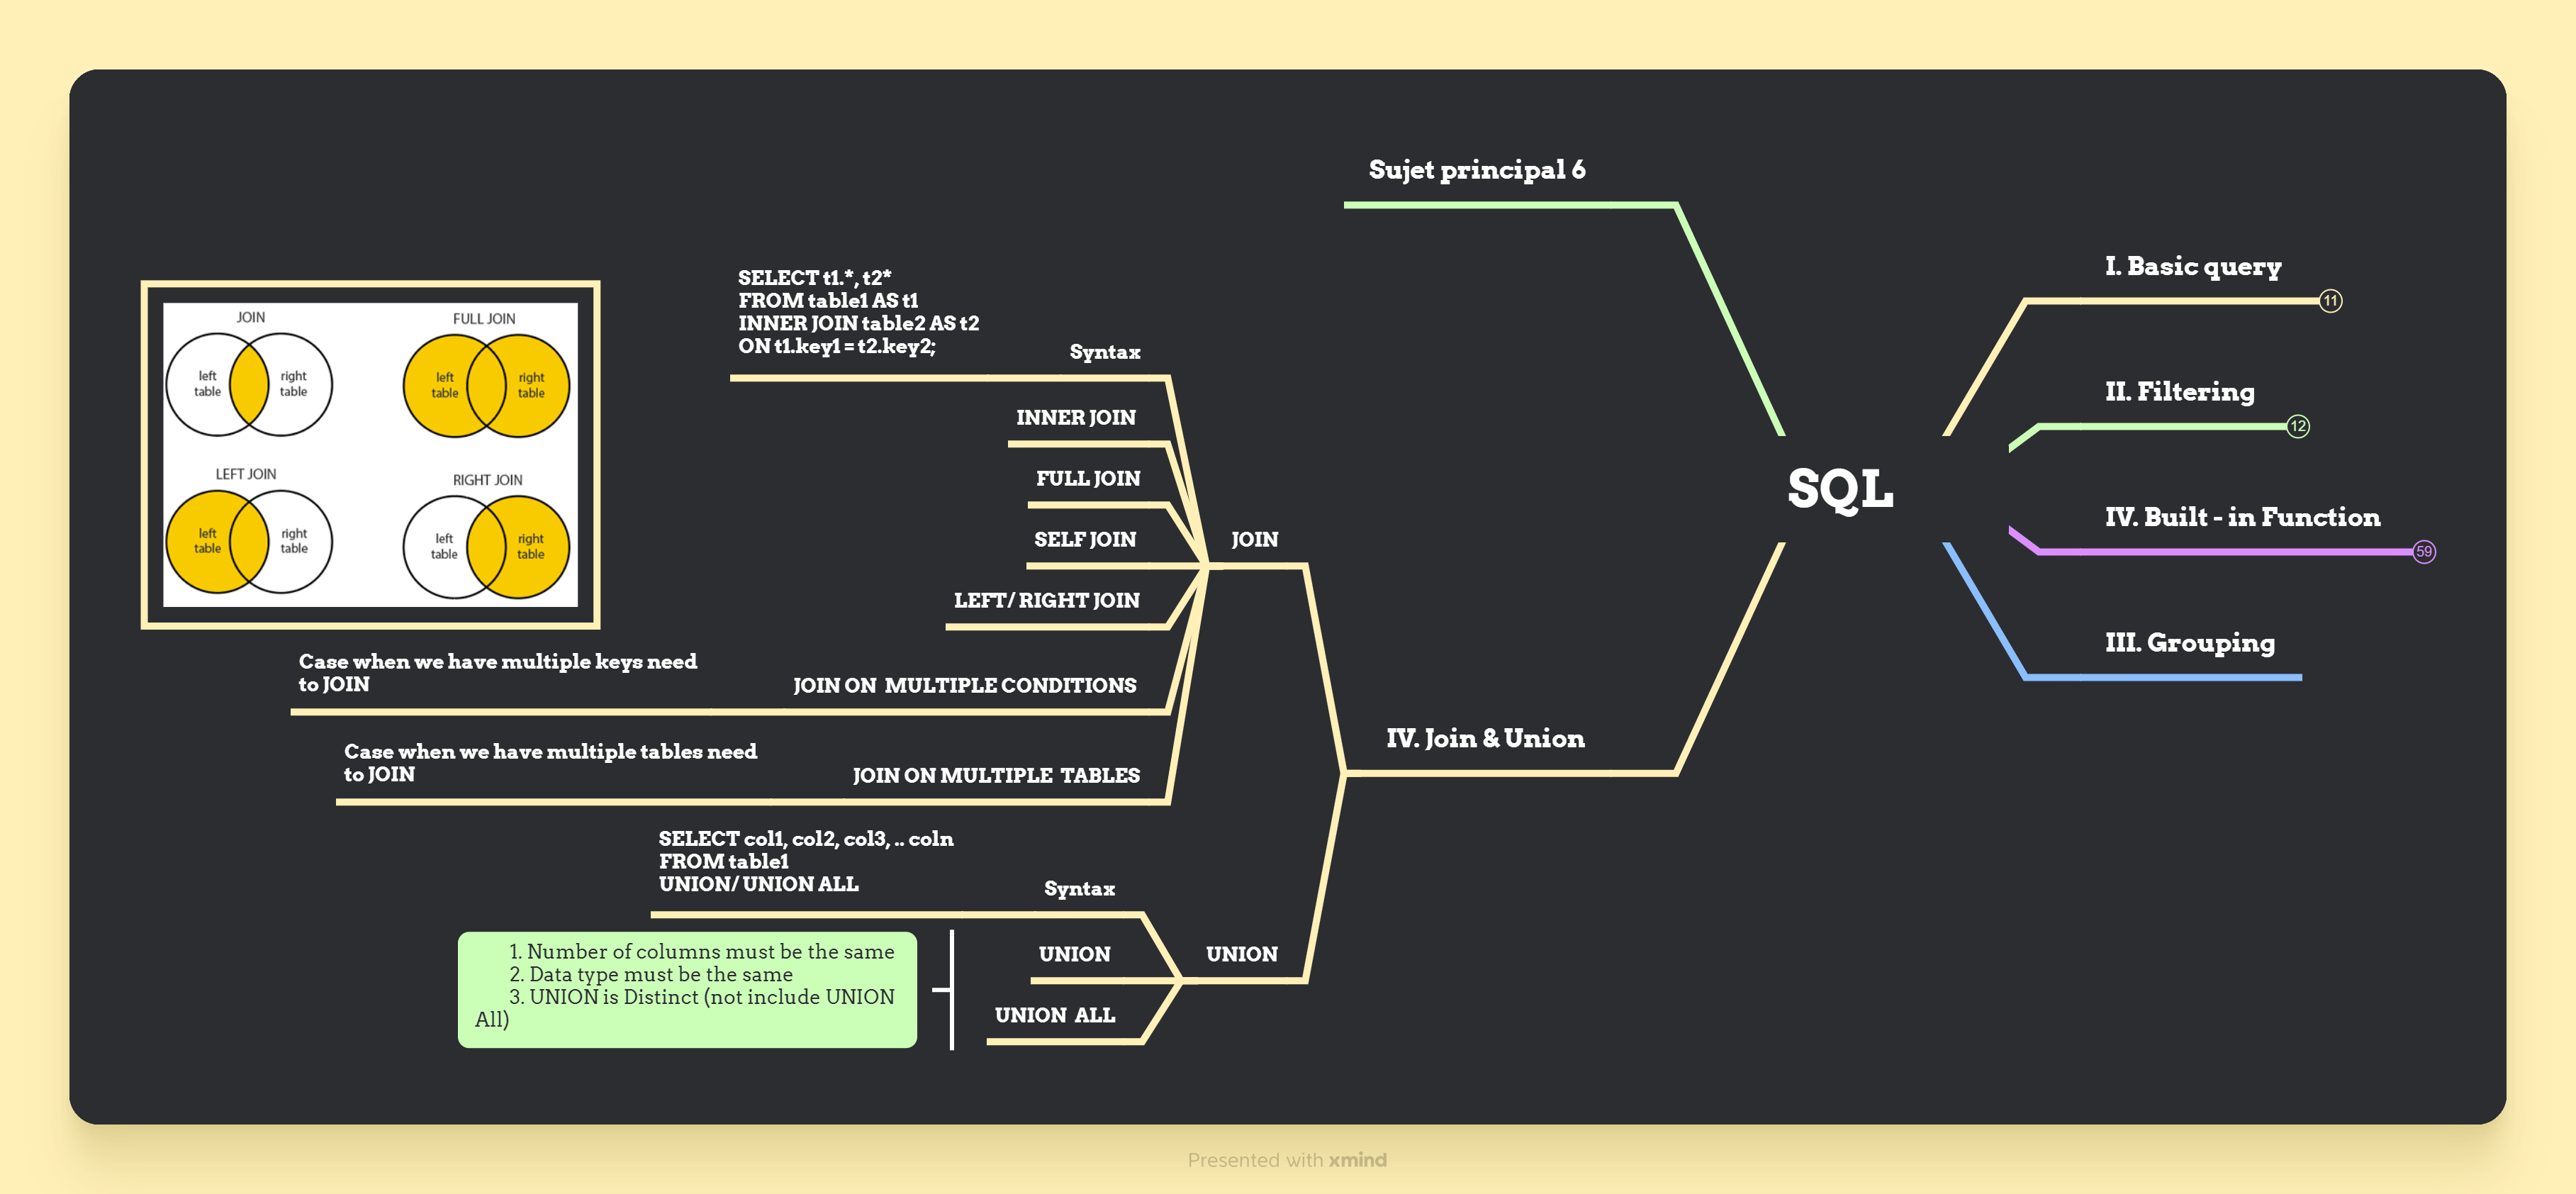 Sujet principal 6
SQL
I. Basic query
11
II. Filtering
12
IV. Built - in Function
59
III. Grouping
IV. Join & Union
JOIN
Syntax
SELECT t1.*, t2*
FROM table1 AS t1
INNER JOIN table2 AS t2
ON t1.key1 = t2.key2;
INNER JOIN
FULL JOIN
SELF JOIN
LEFT/ RIGHT JOIN
JOIN ON  MULTIPLE CONDITIONS
Case when we have multiple keys need
to JOIN
JOIN ON MULTIPLE  TABLES
Case when we have multiple tables need
to JOIN
JOIN
left
table
right
table
FULL JOIN
left
table
right
table
LEFT JOIN
left
table
right
table
RIGHT JOIN
left
table
right
table
UNION
Syntax
SELECT col1, col2, col3, .. coln
FROM table1
UNION/ UNION ALL
UNION
UNION  ALL
1. Number of columns must be the same
2. Data type must be the same
3. UNION is Distinct (not include UNION
All)
Presented with xmind